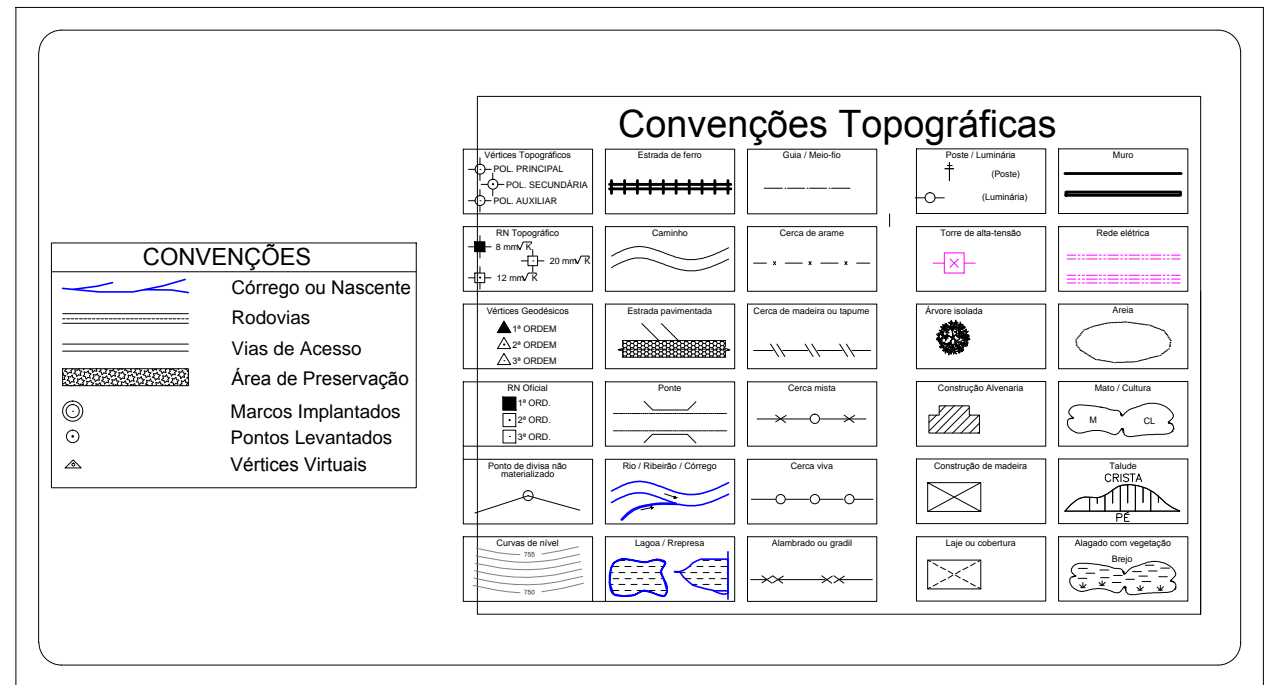 CONVENÇÕES
Córrego ou Nascente
Rodovias
Vias de Acesso
Área de Preservação
Marcos Implantados
Pontos Levantados
Vértices Virtuais
Convenções Topográficas
Vértices Topográficos
POL. PRINCIPAL
POL. SECUNDÁRIA
POL. AUXILIAR
Estrada de ferro
Guia / Meio-fio
Poste / Luminária
(Poste)
(Luminária)
Muro
RN Topográfico
8 mm√K
20 mm√K
12 mm√K
Caminho
Cerca de arame
Torre de alta-tensão
Rede elétrica
Vértices Geodésicos
1ª ORDEM
2ª ORDEM
3ª ORDEM
Estrada pavimentada
Cerca de madeira ou tapume
Árvore isolada
Areia
RN Oficial
1ª ORD.
2ª ORD.
3ª ORD.
Ponte
Cerca mista
Construção Alvenaria
Mato / Cultura
M CL
Ponto de divisa não
materializado
Rio / Ribeirão / Córrego
Cerca viva
Construção de madeira
Talude
CRISTA
PÉ
Curvas de nível
755
750
Lagoa / Rrepresa
Alambrado ou gradil
Laje ou cobertura
Alagado com vegetação
Brejo